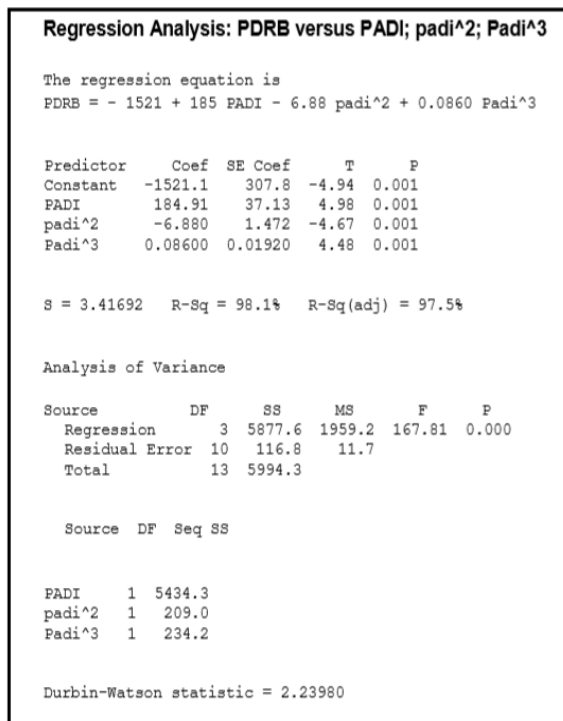 Regression Analysis: PDRB versus PADI; padi^2; Padi^3
The regression equation is
PDRB = - 1521 + 185 PADI - 6.88 padi^2 + 0.0860 Padi^3
Predictor Coef SE Coef T P
Constant -1521.1 307.8 -4.94 0.001
PADI 184.91 37.13 4.98 0.001
padi^2 -6.880 1.472 -4.67 0.001
Padi^3 0.08600 0.01920 4.48 0.001
S = 3.41692 R-Sq = 98.1% R-Sq(adj) = 97.5%
Analysis of Variance
Source DF SS MS F P
Regression 3 5877.6 1959.2 167.81 0.000
Residual Error 10 116.8 11.7
Total 13 5994.3
Source DF Seq SS
PADI 1 5434.3
padi^2 1 209.0
Padi^3 1 234.2
Durbin-Watson statistic = 2.23980